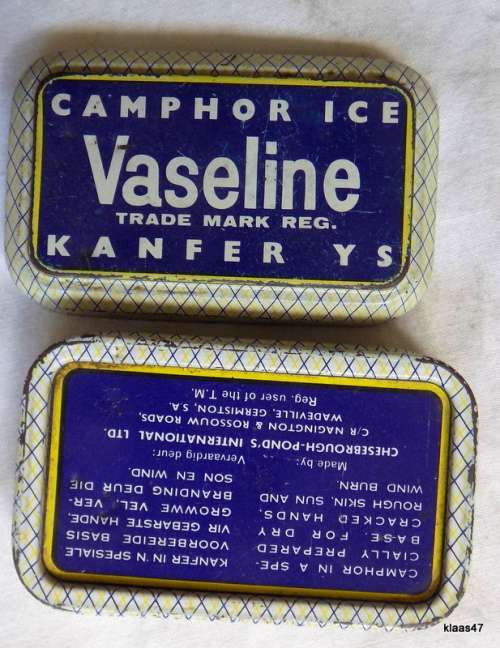 CAMPHOR ICE
Vaseline
TRADE MARK REG.
KANFER YS
CAMPHOR IN A SPE-
CIALLY PREPARED
BASE. FOR DRY
CRACKED HANDS,
ROUGH SKIN, SUN AND
WIND BURN.
KANFER IN 'N SPESIALE
VOORBEREIDE BASIS
VIR GEBARSTE HANDE,
GROWWE VEL, VER-
BRANDING DEUR DIE
SON EN WIND.
Made by: Vervaardig deur:
CHESEBROUGH-POND'S INTERNATIONAL LTD.
C/R NAGINGTON & ROSSOUW ROADS,
WADEVILLE, GERMISTON, S.A.
Reg. user of the T.M.
klaas47